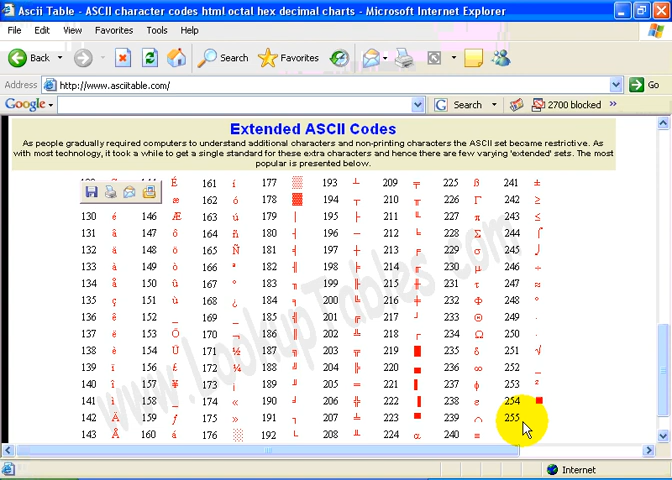 Ascii Table - ASCII character codes html octal hex decimal charts - Microsoft Internet Explorer
File Edit View Favorites Tools Help
Back Search Favorites
Address http://www.asciitable.com/ Go
Google Search 2700 blocked »
Extended ASCII Codes
As people gradually required computers to understand additional characters and non-printing characters the ASCII set became restrictive. As
with most technology, it took a while to get a single standard for these extra characters and hence there are few varying 'extended' sets. The most
popular is presented below.
É 161 í 177 ░ 193 ┴ 209 ╤ 225 ß 241 ±
æ 162 ó 178 ▓ 194 ┬ 210 ╥ 226 Γ 242 ≥
130 é 146 Æ 163 ú 179 │ 195 ├ 211 ╙ 227 π 243 ≤
131 â 147 ô 164 ñ 180 ┤ 196 ─ 212 ╘ 228 Σ 244 ⌠
132 ä 148 ö 165 Ñ 181 ╡ 197 ┼ 213 ╒ 229 σ 245 ⌡
133 à 149 ò 166 ª 182 ╢ 198 ╞ 214 ╓ 230 µ 246 ÷
134 å 150 û 167 º 183 ╖ 199 ╟ 215 ╫ 231 τ 247 ≈
135 ç 151 ù 168 ¿ 184 ╕ 200 ╚ 216 ╪ 232 Φ 248 °
136 ê 152 _ 169 _ 185 ╣ 201 ╔ 217 ┘ 233 Θ 249 ·
137 ë 153 Ö 170 ¬ 186 ║ 202 ╩ 218 ┌ 234 Ω 250 ·
138 è 154 Ü 171 ½ 187 ╗ 203 ╦ 219 █ 235 δ 251 √
139 ï 156 £ 172 ¼ 188 ╝ 204 ╠ 220 ▄ 236 ∞ 252 _
140 î 157 ¥ 173 ¡ 189 ╜ 205 ═ 221 ▌ 237 φ 253 ²
141 ì 158 _ 174 « 190 ╛ 206 ╬ 222 ▐ 238 ε 254 ■
142 Ä 159 ƒ 175 » 191 ┐ 207 ╧ 223 ▀ 239 ∩ 255
143 Å 160 á 176 ░ 192 └ 208 ╨ 224 α 240 ≡
www.LookupTables.com
Internet